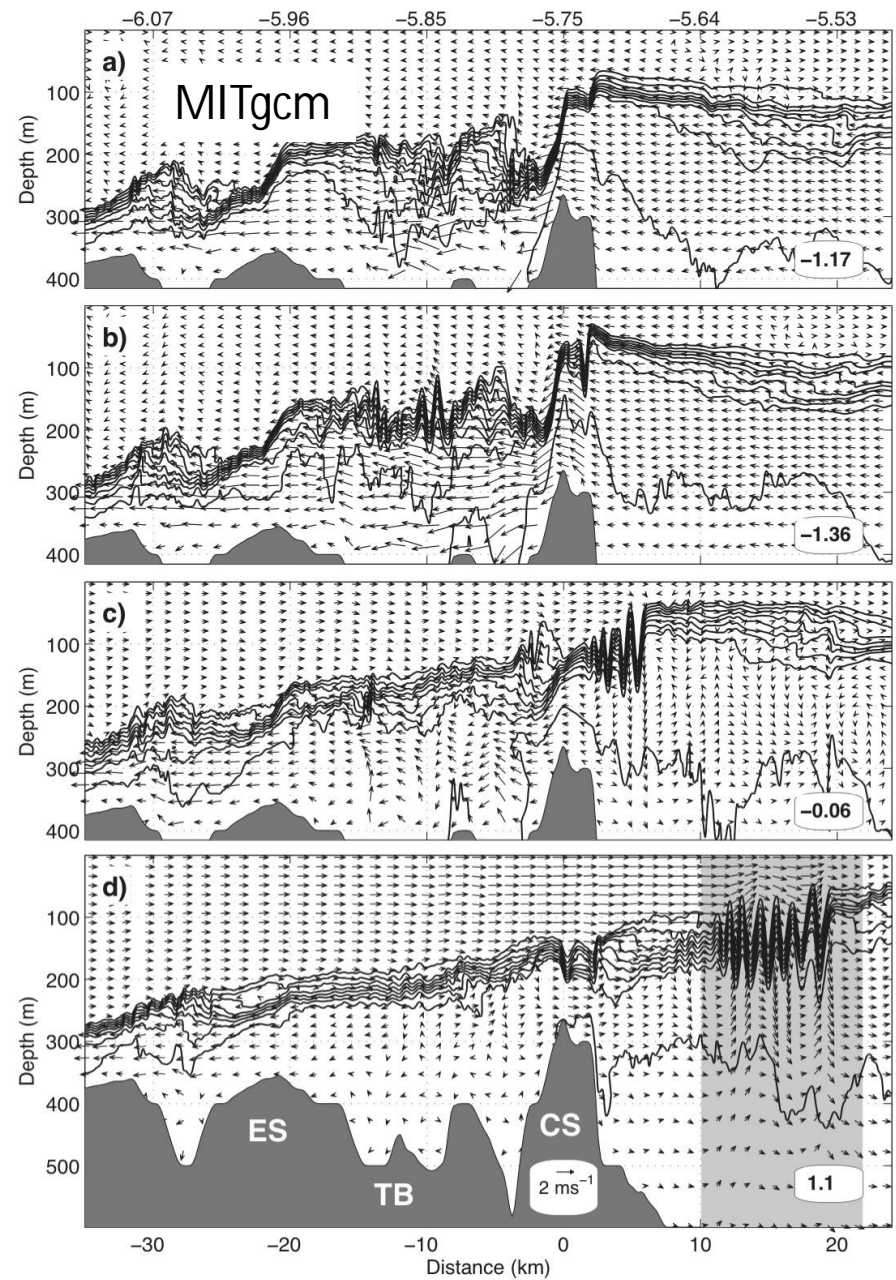 −6.07 −5.96 −5.85 −5.75 −5.64 −5.53
a)
MITgcm
Depth (m)
100
200
300
400
−1.17
b)
Depth (m)
100
200
300
400
−1.36
c)
Depth (m)
100
200
300
400
−0.06
d)
Depth (m)
100
200
300
400
500
ES
TB
CS
2 ms⁻¹
1.1
−30 −20 −10 0 10 20
Distance (km)